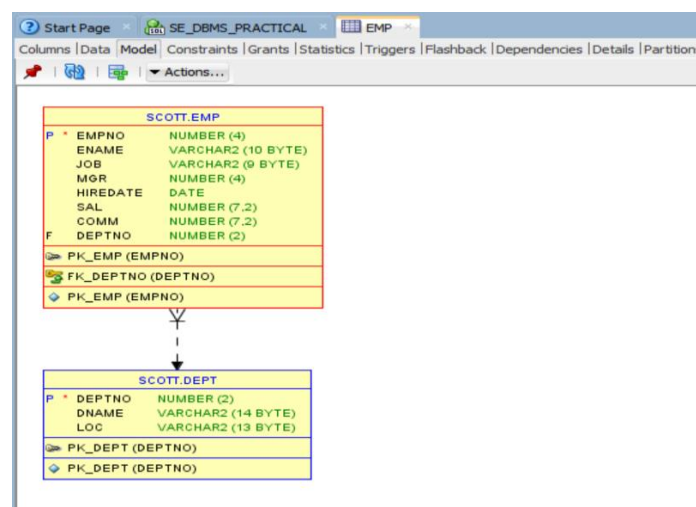 Start Page SE_DBMS_PRACTICAL EMP
Columns |Data |Model |Constraints |Grants |Statistics |Triggers |Flashback |Dependencies |Details |Partition
Actions...
SCOTT.EMP
P * EMPNO NUMBER (4)
ENAME VARCHAR2 (10 BYTE)
JOB VARCHAR2 (9 BYTE)
MGR NUMBER (4)
HIREDATE DATE
SAL NUMBER (7,2)
COMM NUMBER (7,2)
F DEPTNO NUMBER (2)
PK_EMP (EMPNO)
FK_DEPTNO (DEPTNO)
PK_EMP (EMPNO)
SCOTT.DEPT
P * DEPTNO NUMBER (2)
DNAME VARCHAR2 (14 BYTE)
LOC VARCHAR2 (13 BYTE)
PK_DEPT (DEPTNO)
PK_DEPT (DEPTNO)